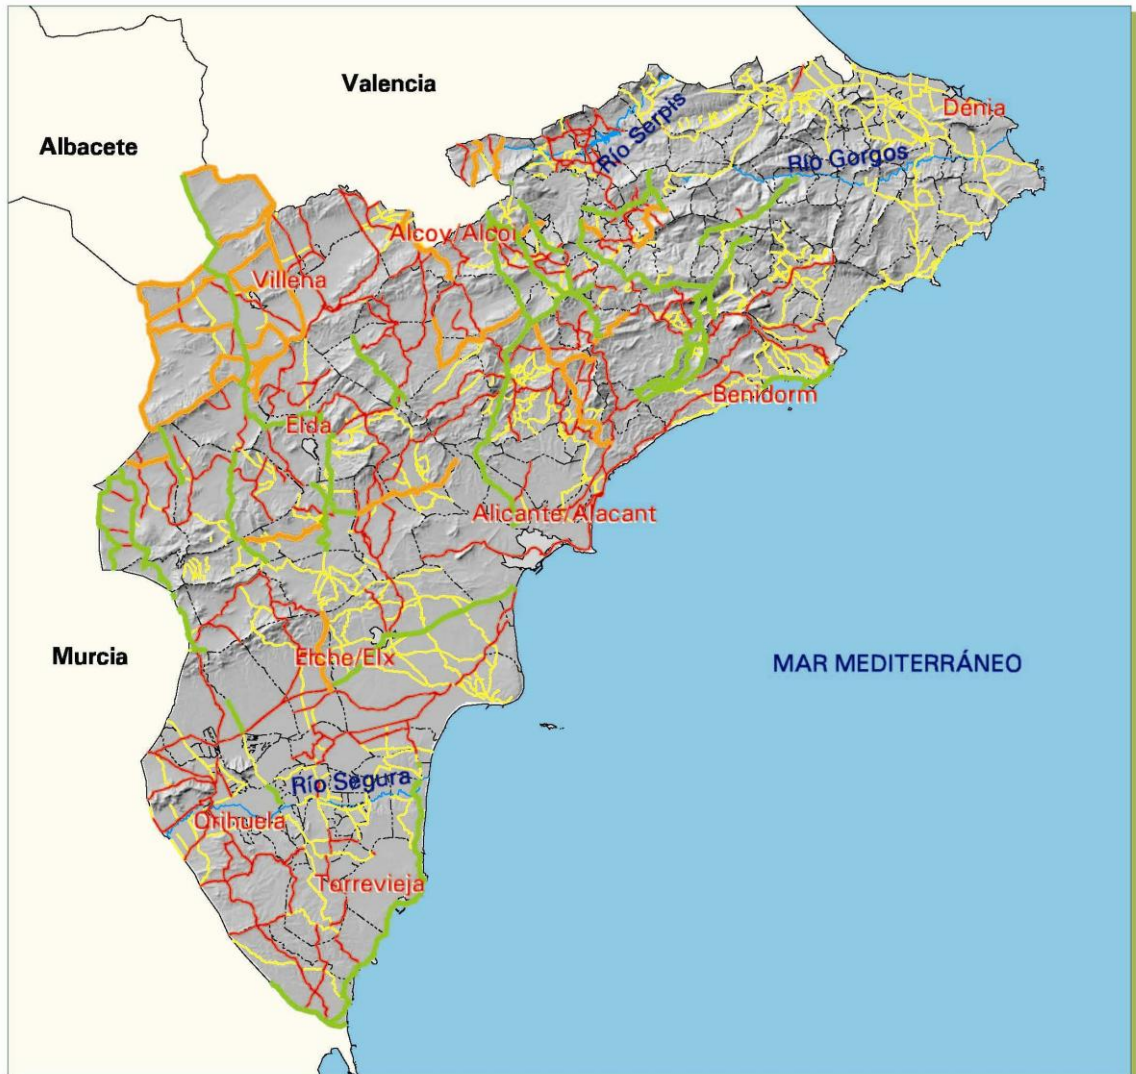 Valencia
Albacete
Dénia
Río Serpis
Río Gorgos
Alcoy/Alcoi
Villena
Benidorm
Elda
Alicante/Alacant
Murcia
Elche/Elx
MAR MEDITERRÁNEO
Río Segura
Orihuela
Torrevieja